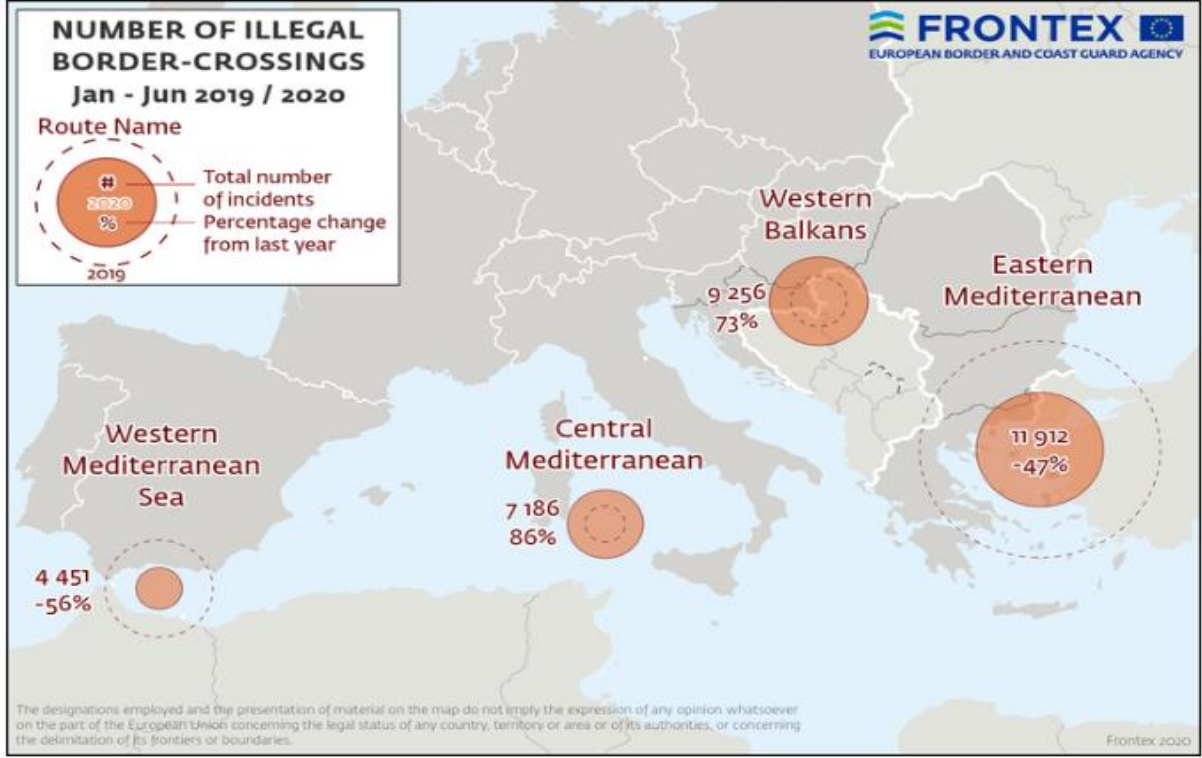 NUMBER OF ILLEGAL
BORDER-CROSSINGS
Jan - Jun 2019 / 2020
Route Name
#
2020
%
Total number
of incidents
Percentage change
from last year
2019
FRONTEX
EUROPEAN BORDER AND COAST GUARD AGENCY
Western
Balkans
9 256
73%
Eastern
Mediterranean
11 912
-47%
Central
Mediterranean
7 186
86%
Western
Mediterranean
Sea
4 451
-56%
The designations employed and the presentation of material on the map do not imply the expression of any opinion whatsoever
on the part of the European Union concerning the legal status of any country, territory or area or of its authorities, or concerning
the delimitation of its frontiers or boundaries.
Frontex 2020